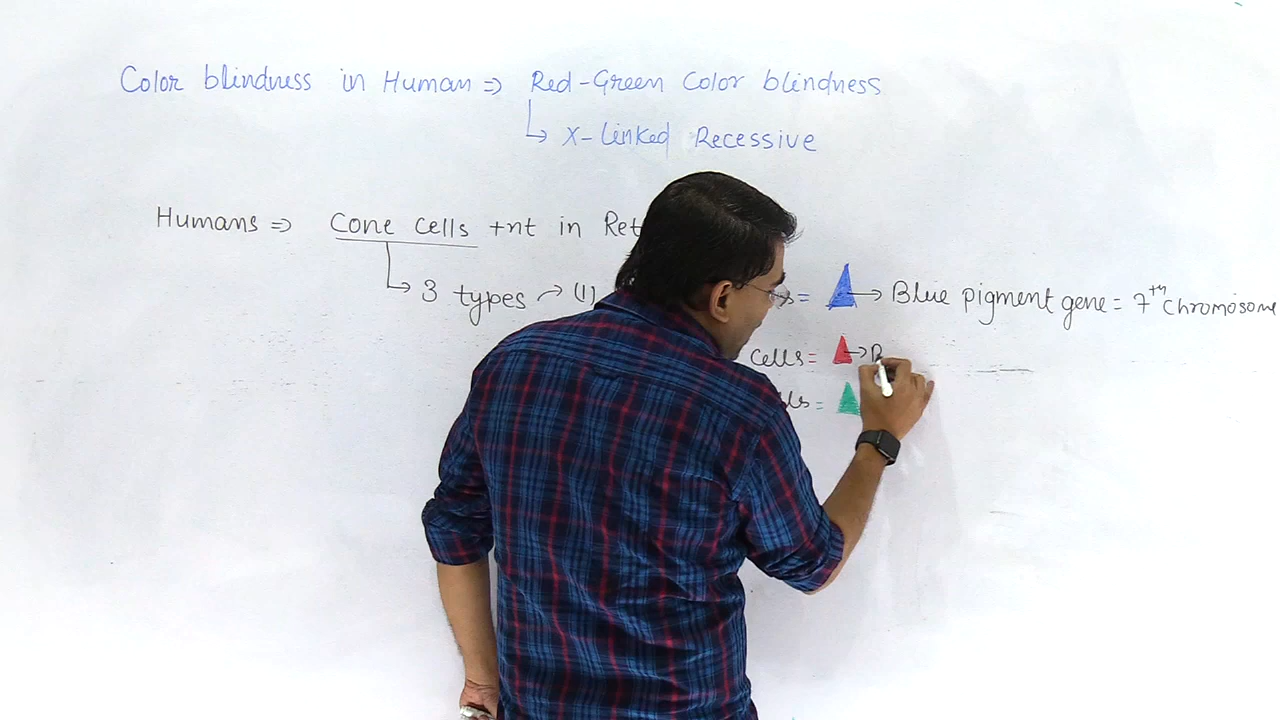 Color blindness in Human ⇒ Red-Green Color blindness
↳ X-linked Recessive
Humans ⇒ Cone cells +nt in Ret
↳ 3 types → (1) = → Blue pigment gene = 7th chromosome
cells = →
=